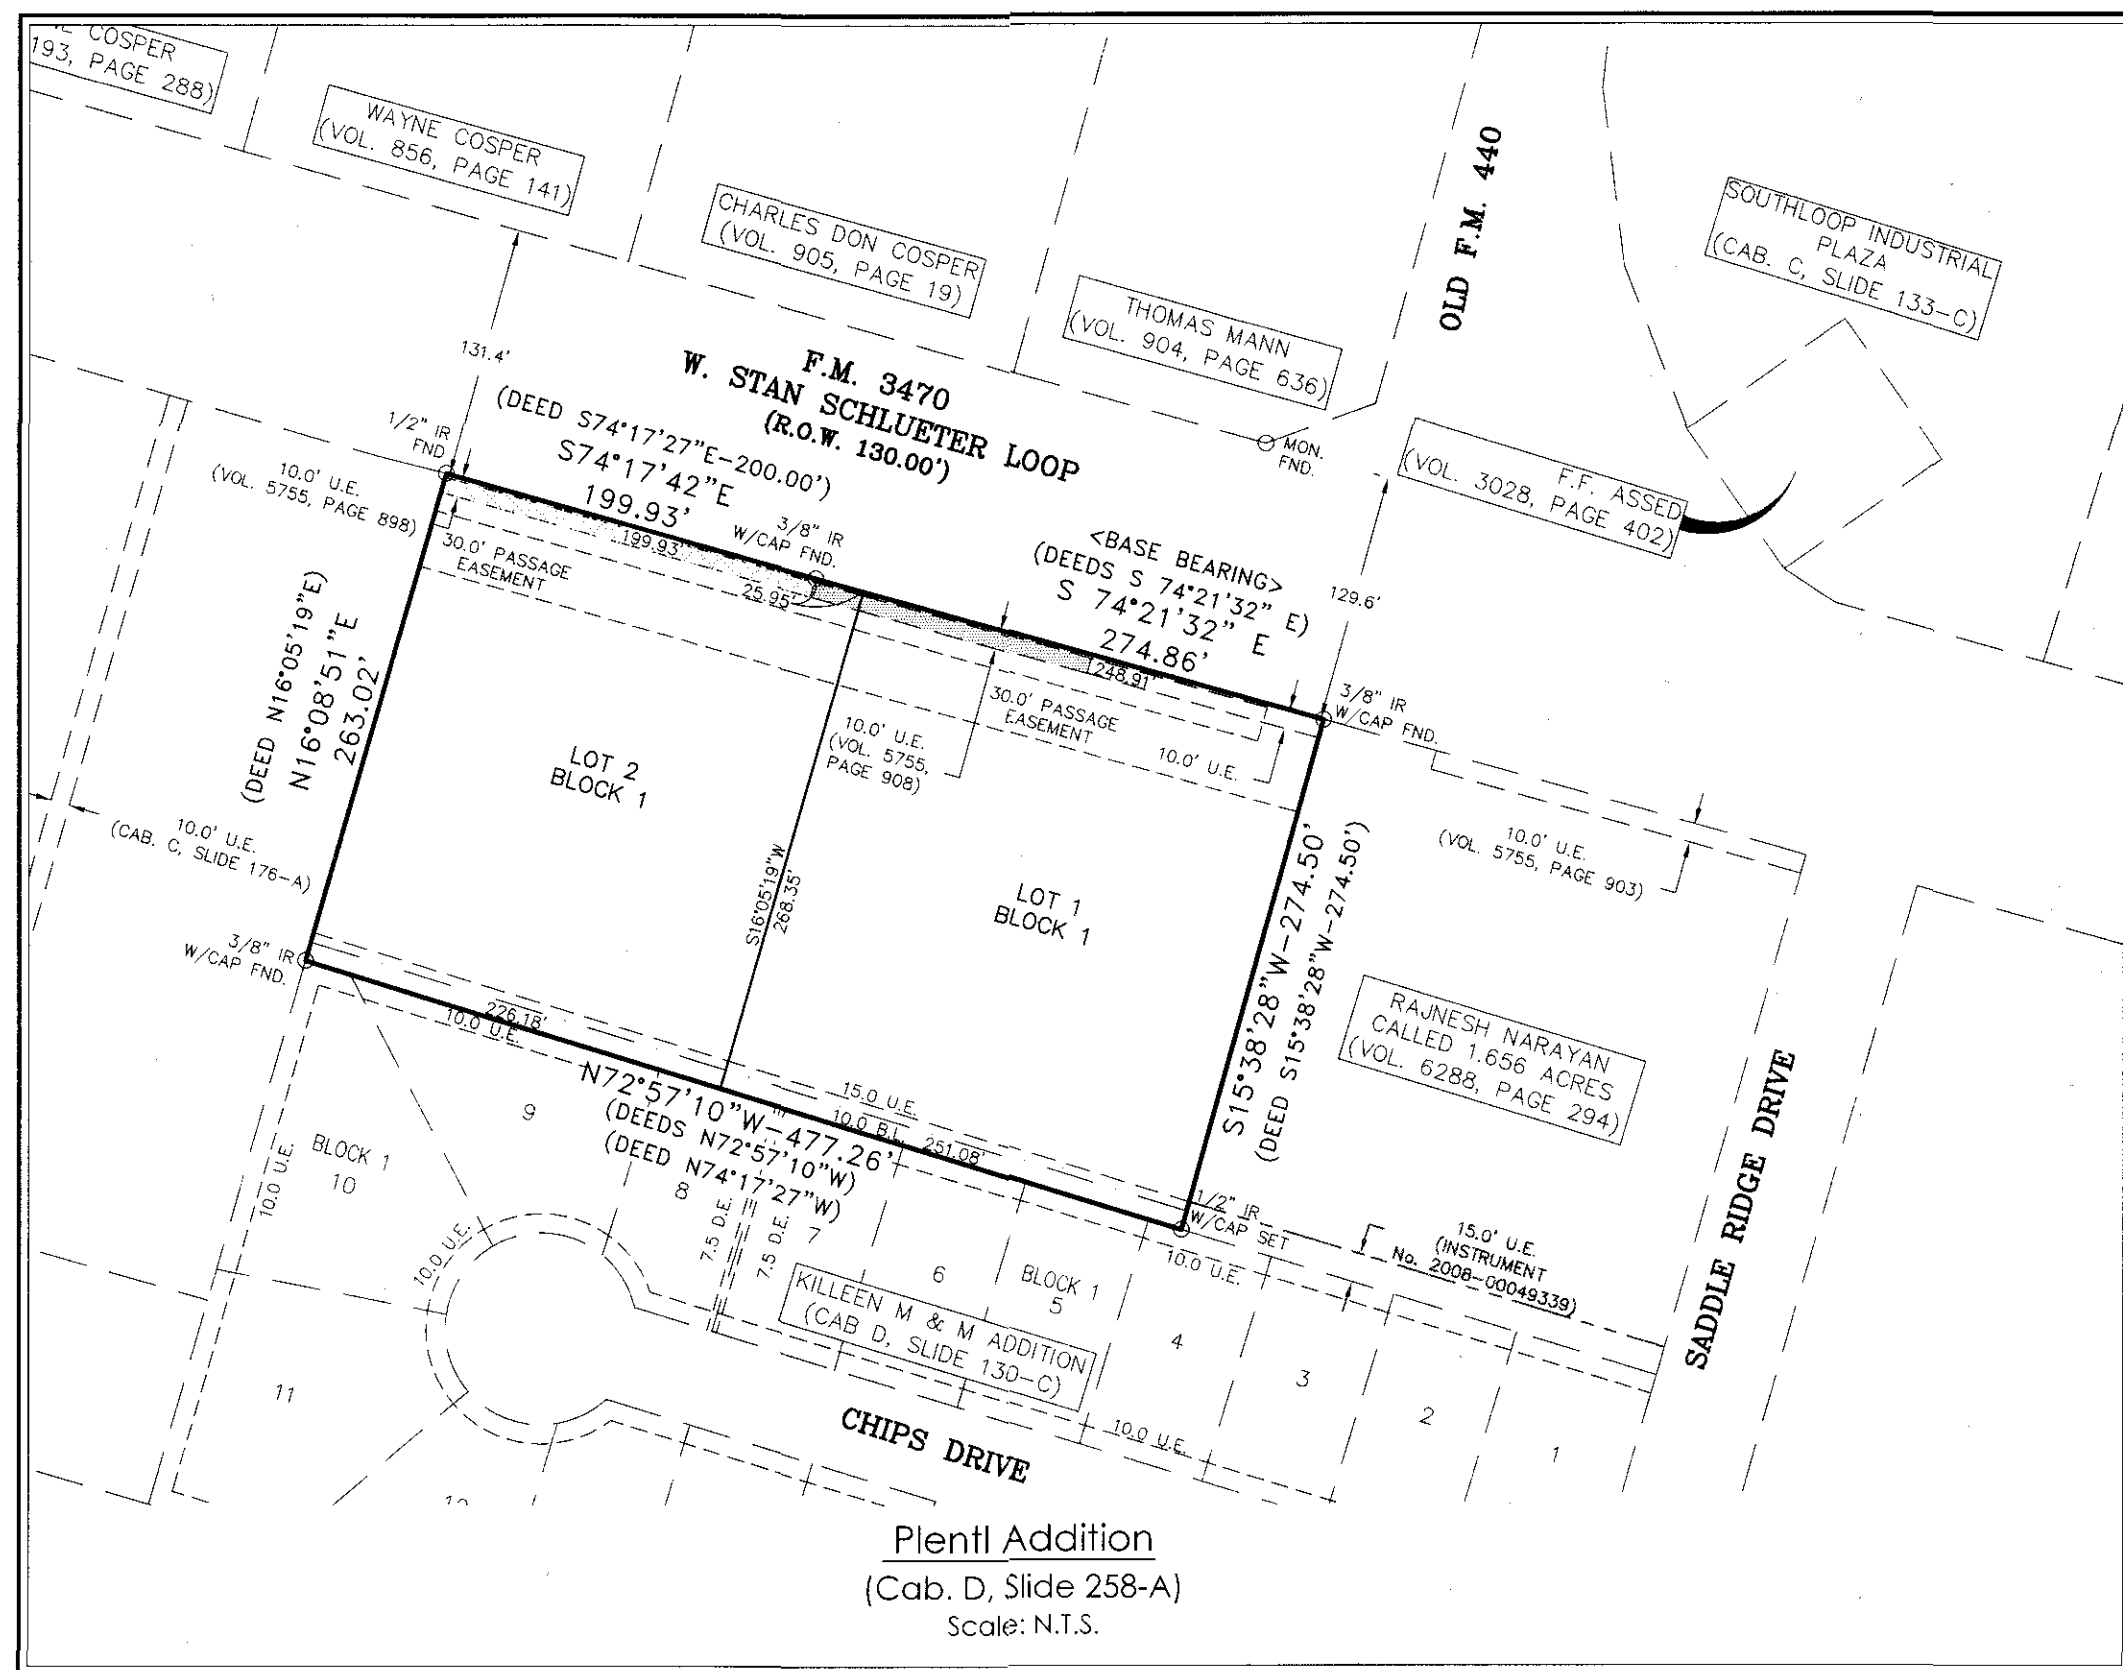 COSPER
193, PAGE 288)
WAYNE COSPER
(VOL. 856, PAGE 141)
CHARLES DON COSPER
(VOL. 905, PAGE 19)
THOMAS MANN
(VOL. 904, PAGE 636)
OLD F.M. 440
SOUTHLOOP INDUSTRIAL
PLAZA
(CAB. C, SLIDE 133-C)
F.F. ASSED
(VOL. 3028, PAGE 402)
MON.
FND.
131.4'
F.M. 3470
W. STAN SCHLUETER LOOP
(R.O.W. 130.00')
(DEED S74°17'27"E-200.00')
S74°17'42"E
199.93'
1/2" IR
FND
10.0' U.E.
(VOL. 5755, PAGE 898)
30.0' PASSAGE
EASEMENT
199.93'
3/8" IR
W/CAP FND.
25.95'
<BASE BEARING>
(DEEDS S 74°21'32" E)
S 74°21'32" E
274.86'
248.91'
129.6'
3/8" IR
W/CAP FND.
30.0' PASSAGE
EASEMENT
10.0' U.E.
10.0' U.E.
(VOL. 5755,
PAGE 908)
(DEED N16°05'19"E)
N16°08'51"E
263.02'
LOT 2
BLOCK 1
S16°05'19"W
268.35'
LOT 1
BLOCK 1
S15°38'28"W-274.50'
(DEED S15°38'28"W-274.50')
10.0' U.E.
(VOL. 5755, PAGE 903)
10.0' U.E.
(CAB. C, SLIDE 176-A)
3/8" IR
W/CAP FND.
RAJNESH NARAYAN
CALLED 1.656 ACRES
(VOL. 6288, PAGE 294)
SADDLE RIDGE DRIVE
226.18'
10.0 U.E.
N72°57'10"W-477.26'
(DEEDS N72°57'10"W)
(DEED N74°17'27"W)
15.0 U.E.
10.0 B.L.
251.08'
1/2" IR
W/CAP SET
10.0 U.E.
15.0' U.E.
(INSTRUMENT
No. 2008-00049339)
10.0 U.E.
BLOCK 1
10
9
8
7.5 D.E.
7.5 D.E.
7
6
BLOCK 1
5
4
3
2
1
10.0 U.E.
KILLEEN M & M ADDITION
(CAB D, SLIDE 130-C)
11
10.0 U.E.
CHIPS DRIVE
Plentl Addition
(Cab. D, Slide 258-A)
Scale: N.T.S.